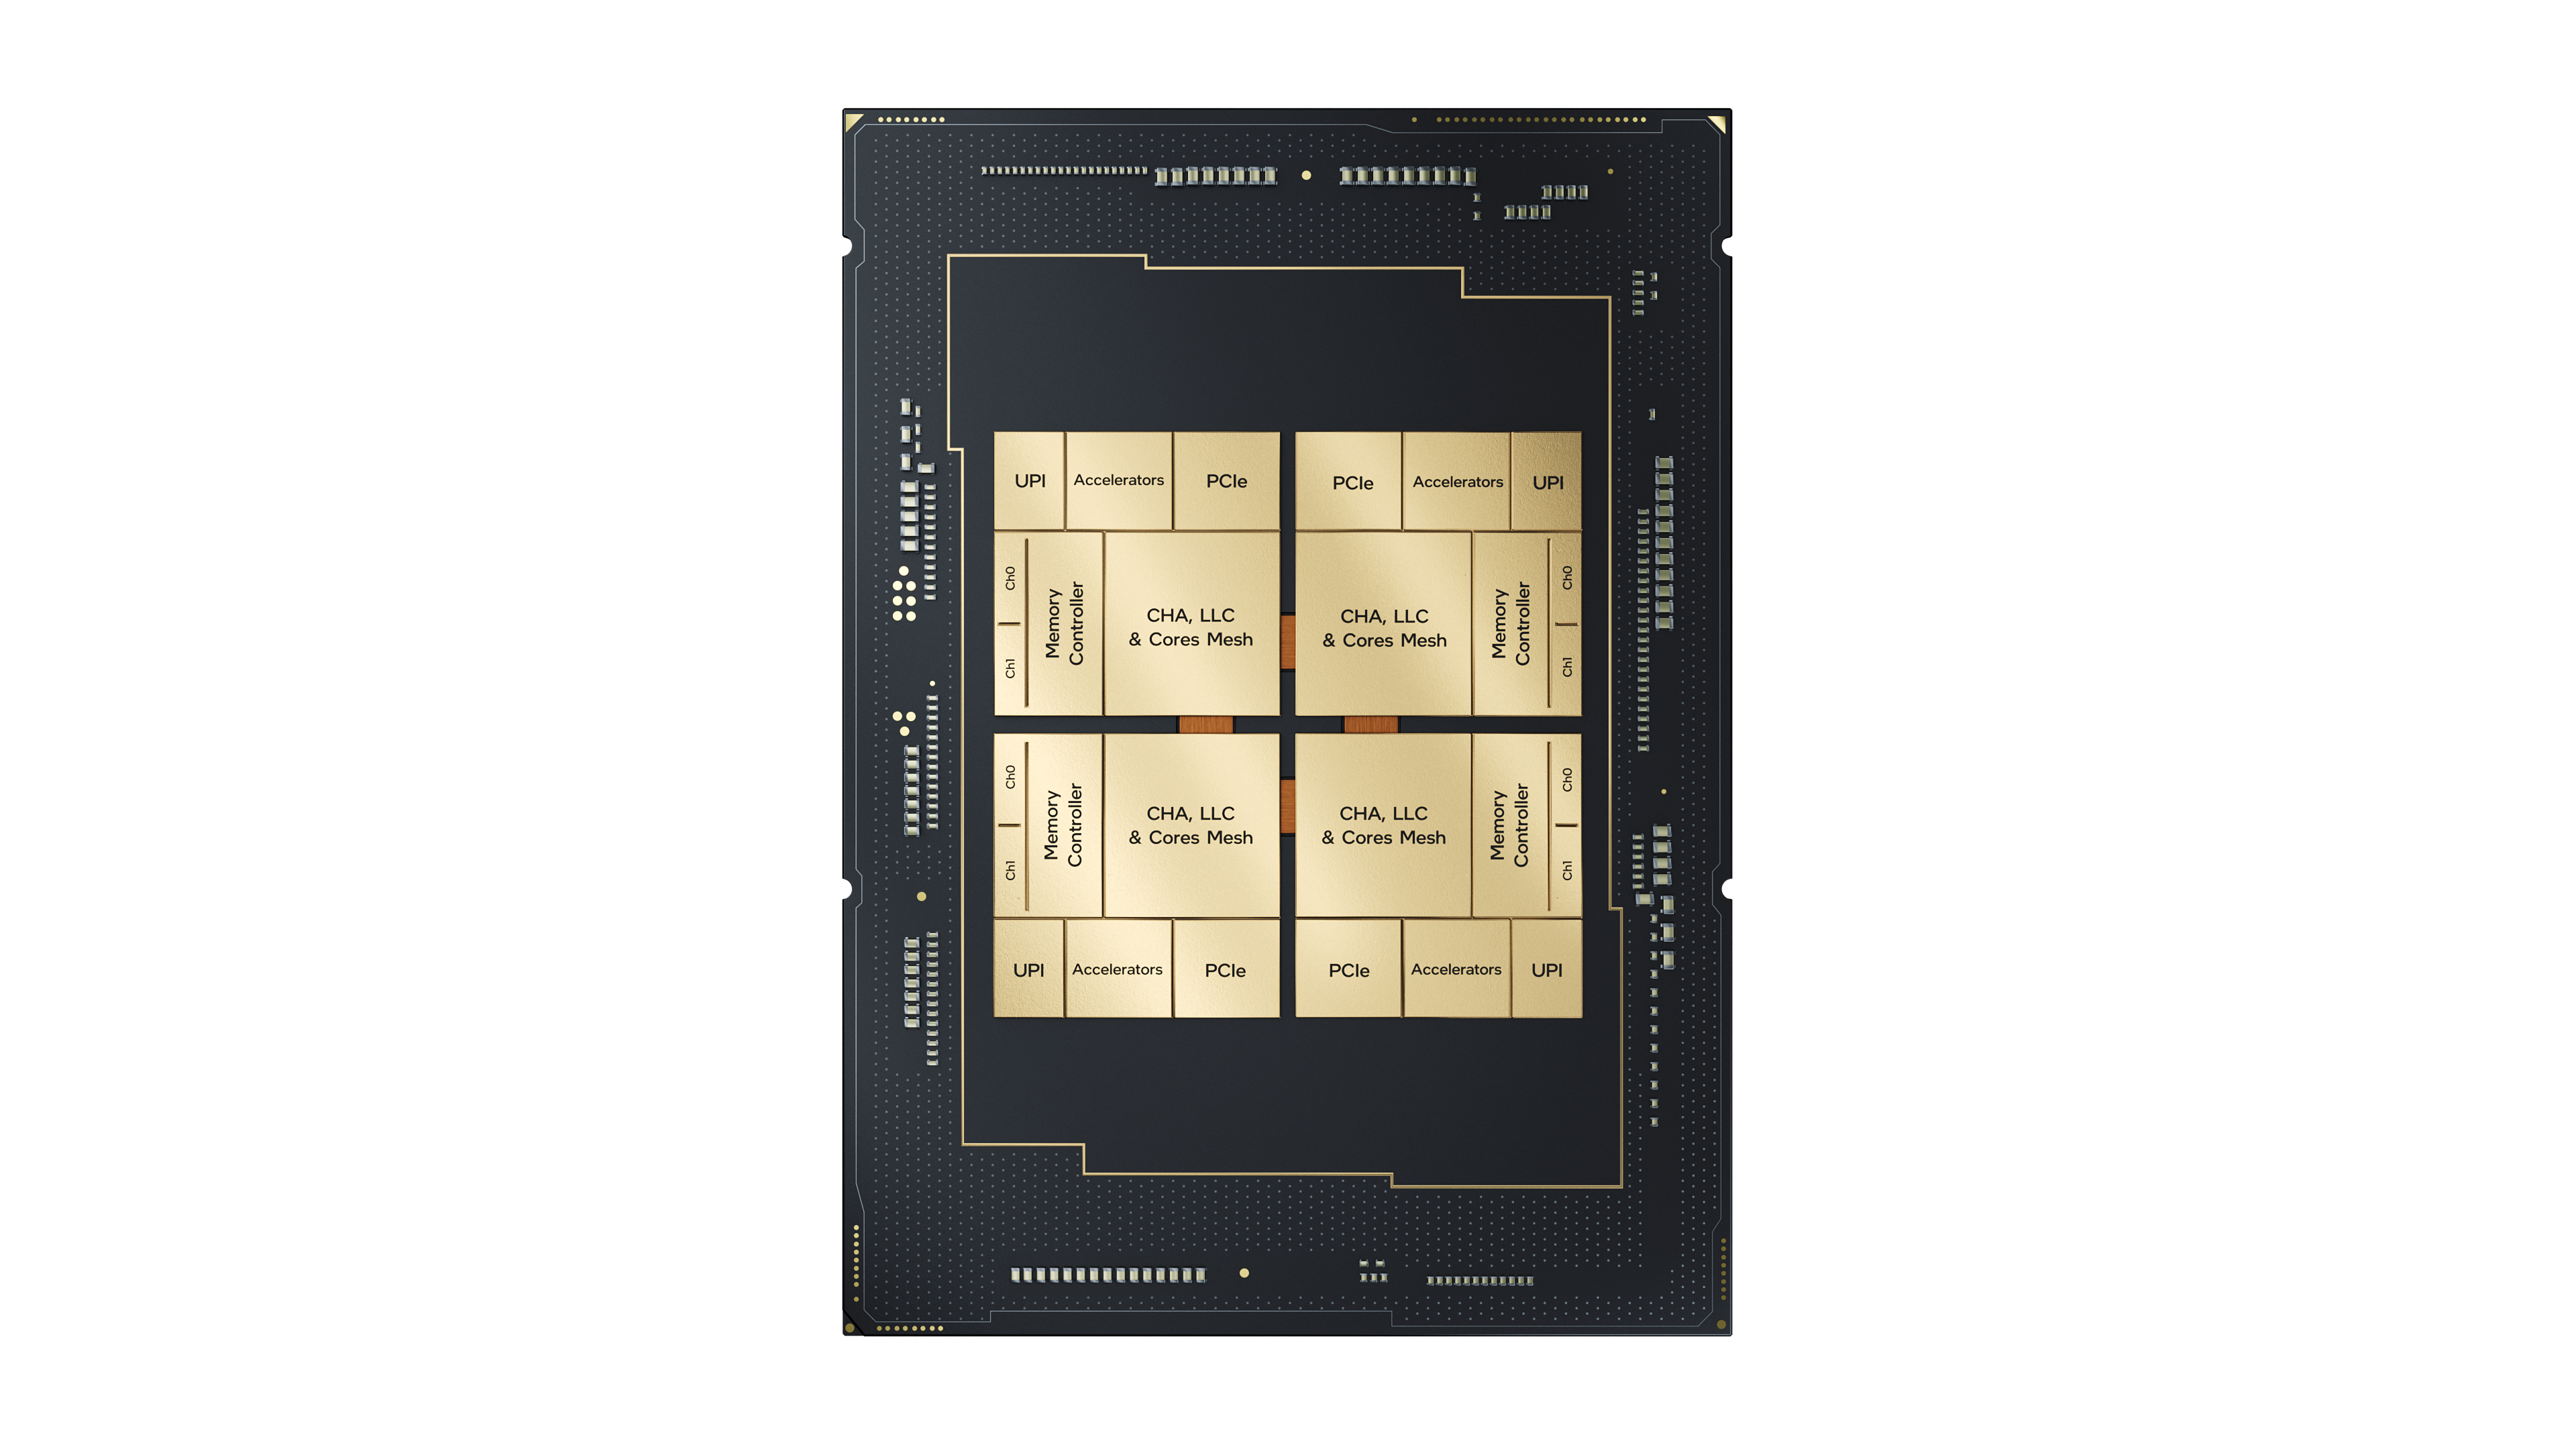 UPI
Accelerators
PCIe
PCIe
Accelerators
UPI
Ch0
Ch1
Memory
Controller
CHA, LLC
& Cores Mesh
CHA, LLC
& Cores Mesh
Memory
Controller
Ch0
Ch1
Ch0
Ch1
Memory
Controller
CHA, LLC
& Cores Mesh
CHA, LLC
& Cores Mesh
Memory
Controller
Ch0
Ch1
UPI
Accelerators
PCIe
PCIe
Accelerators
UPI